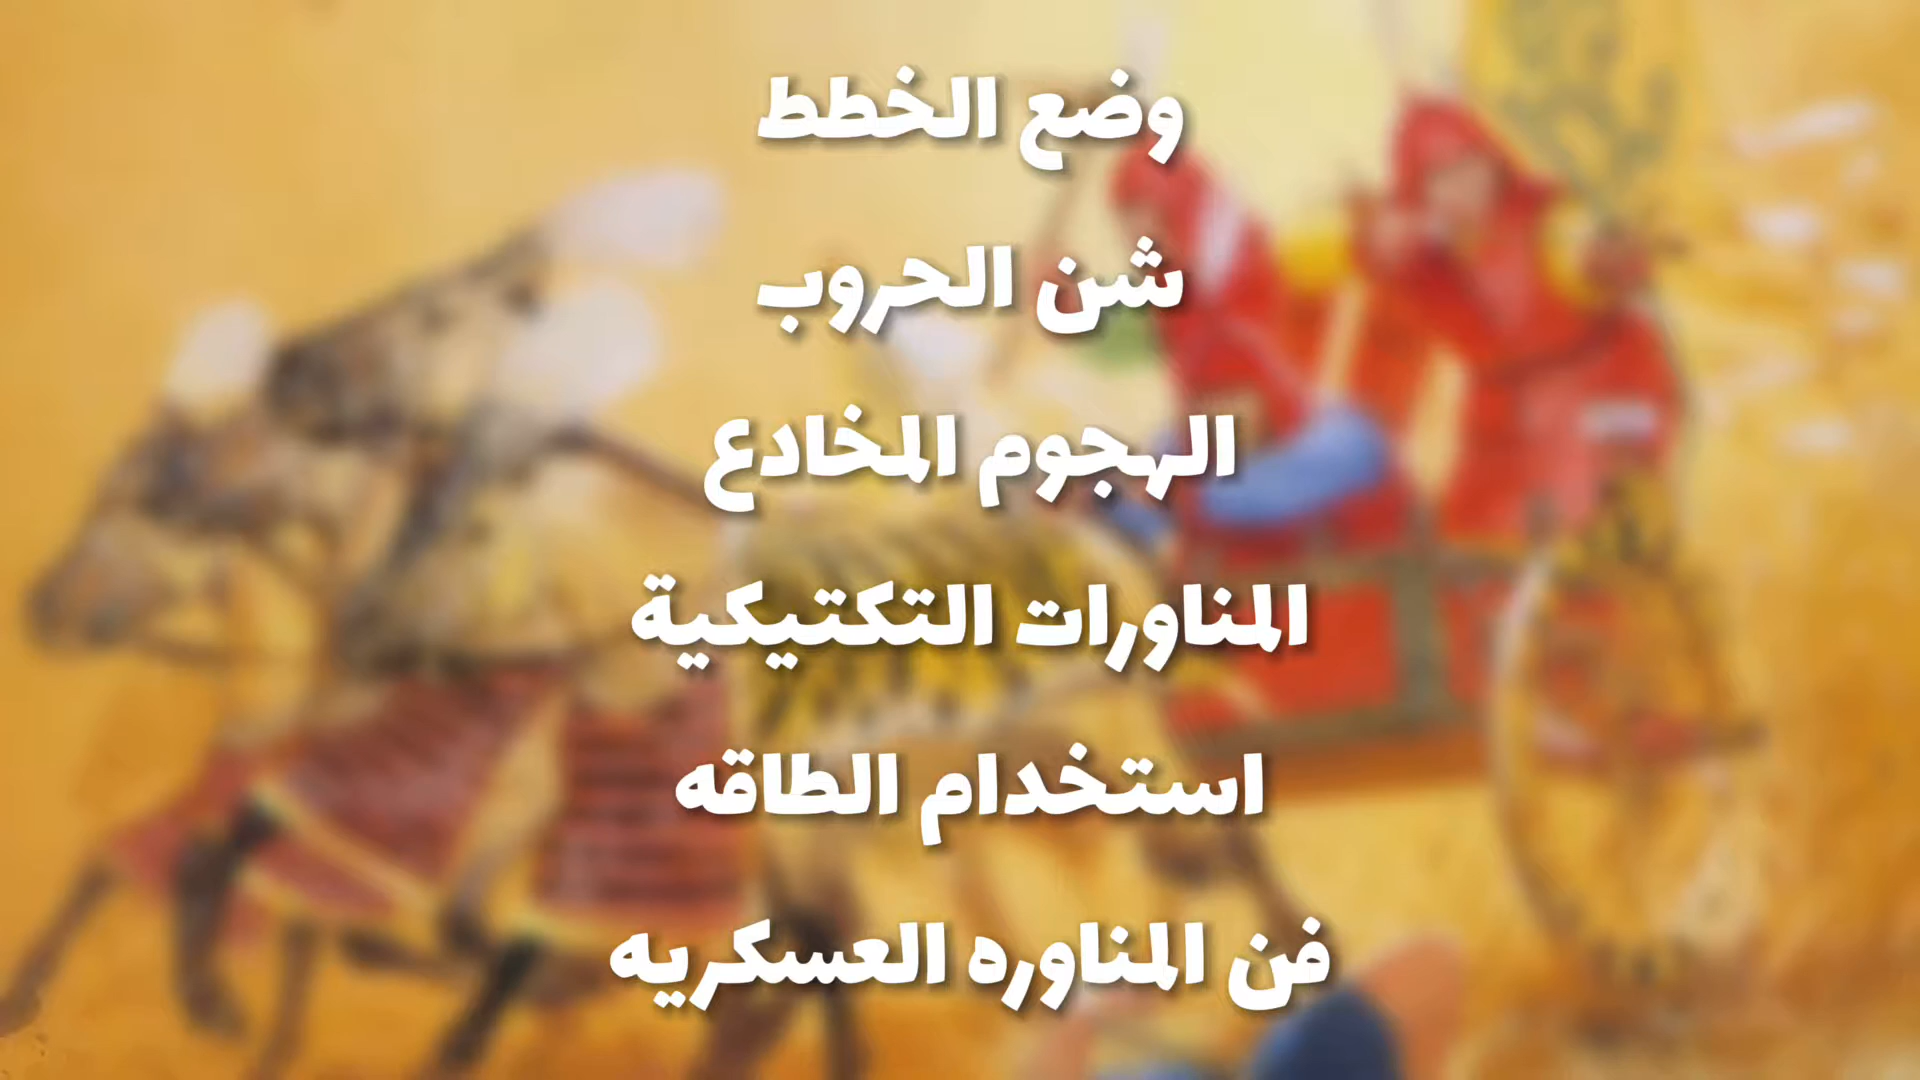 وضع الخطط
شن الحروب
الهجوم المخادع
المناورات التكتيكية
استخدام الطاقه
فن المناوره العسكريه